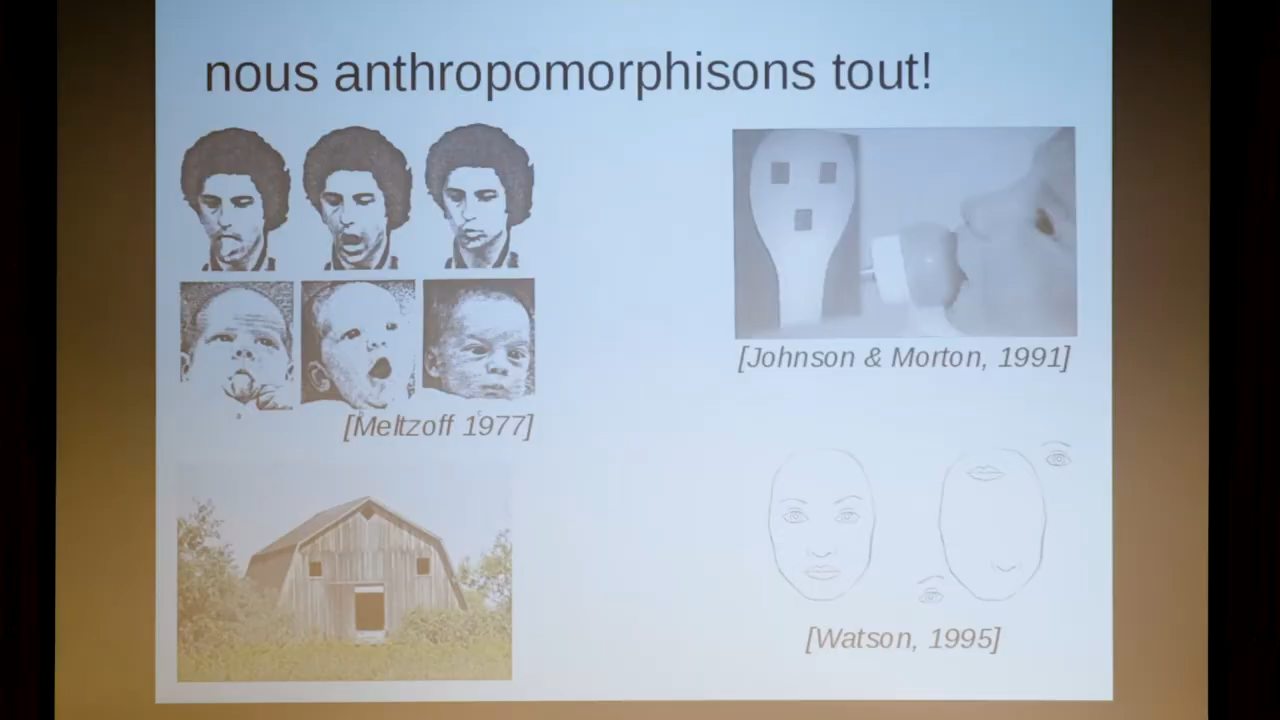 nous anthropomorphisons tout!
[Meltzoff 1977]
[Johnson & Morton, 1991]
[Watson, 1995]